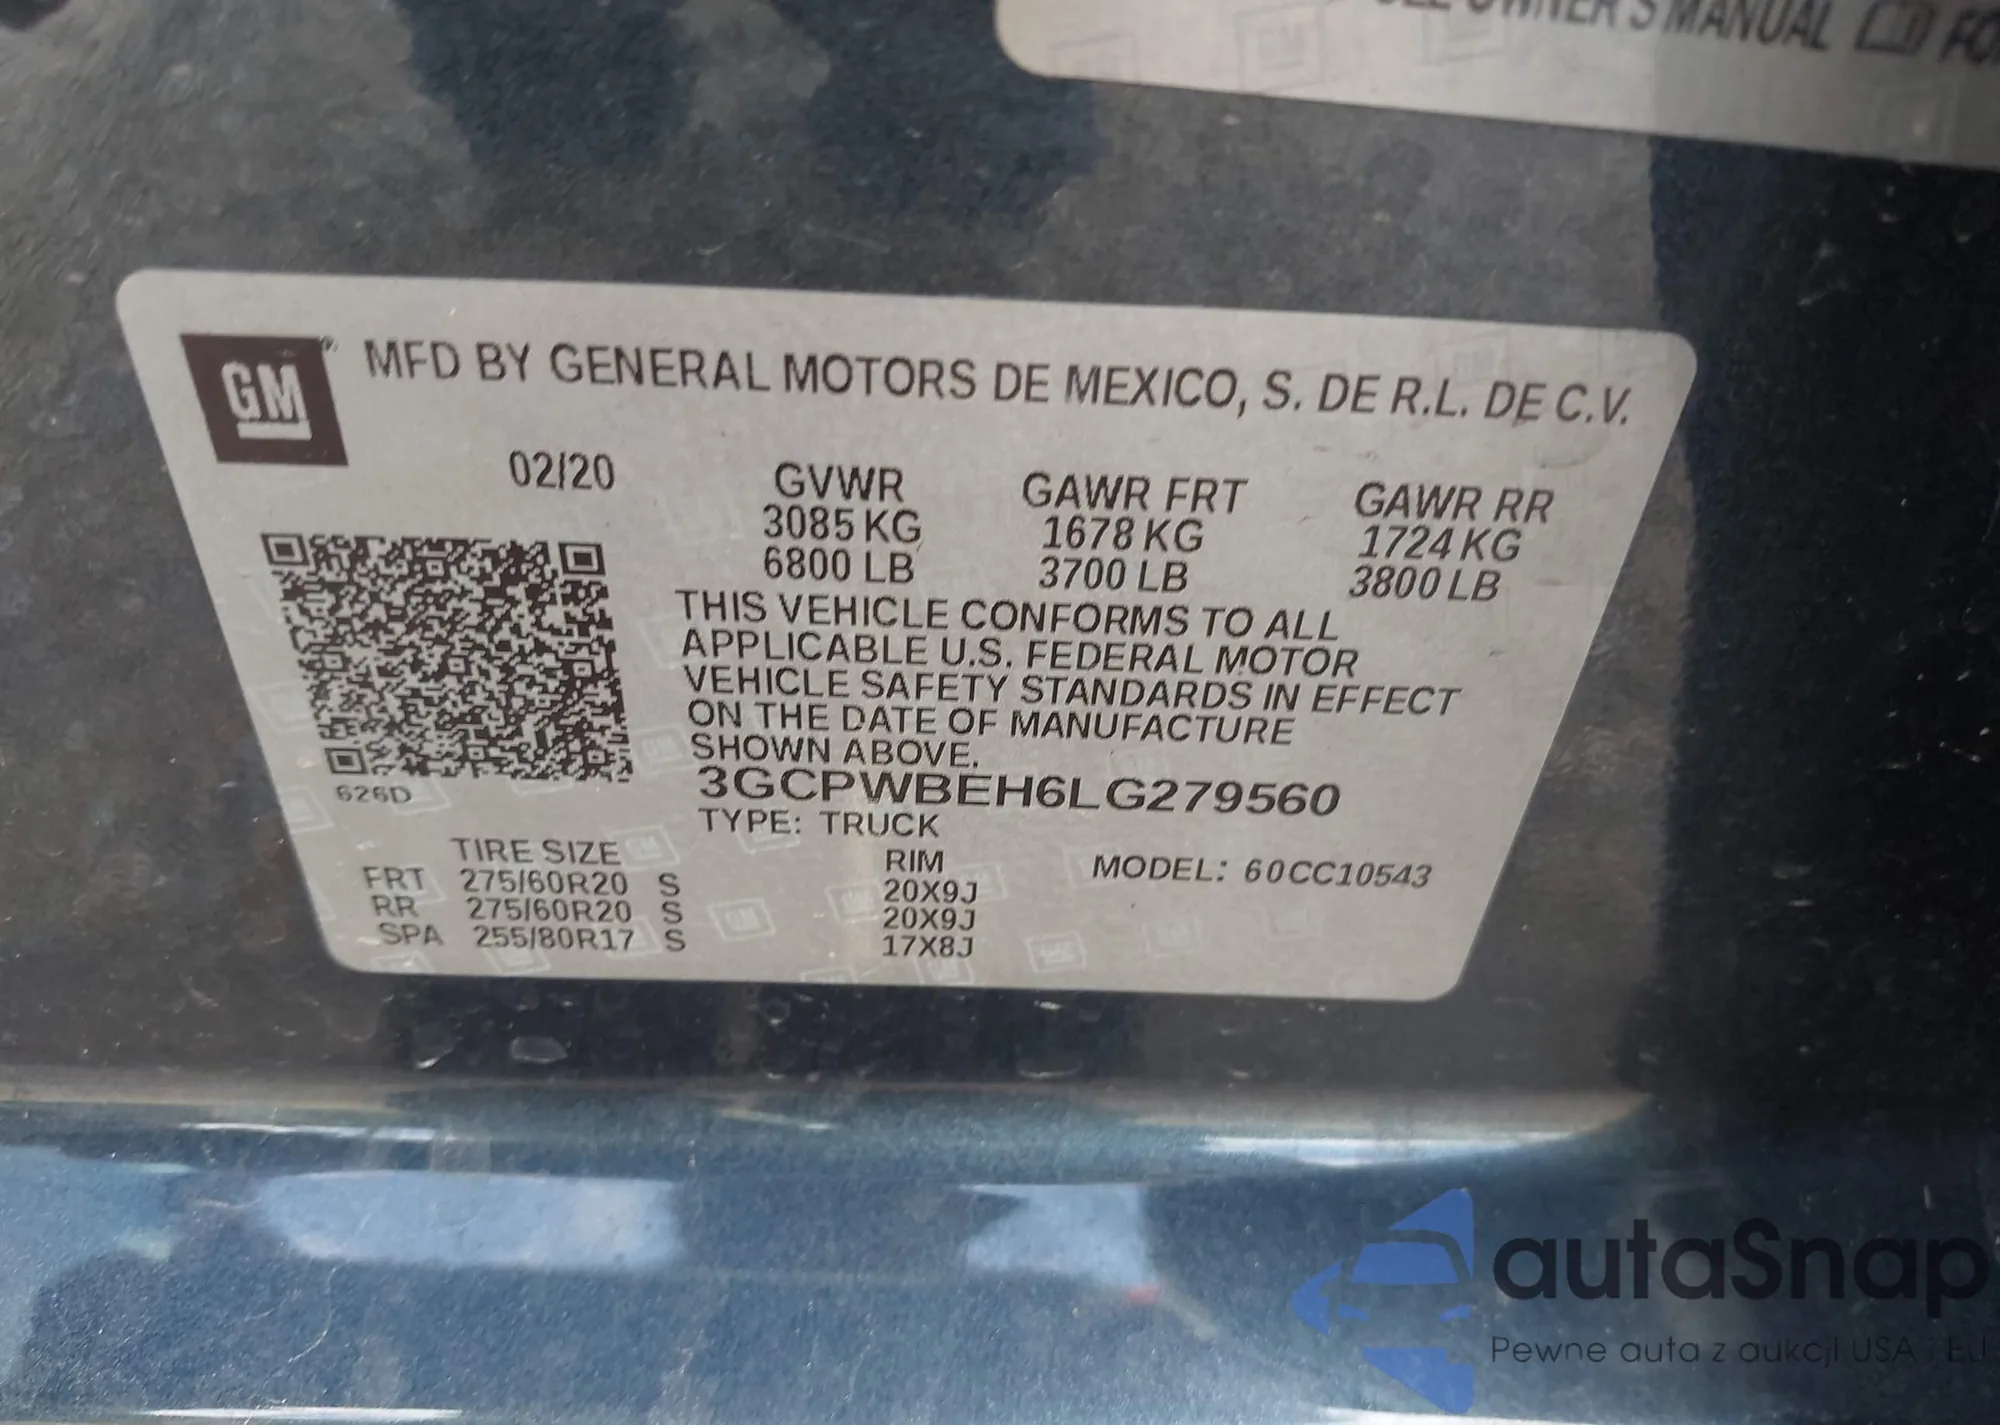 OWNER'S MANUAL
GM
MFD BY GENERAL MOTORS DE MEXICO, S. DE R.L. DE C.V.
02/20
GVWR GAWR FRT GAWR RR
3085 KG 1678 KG 1724 KG
6800 LB 3700 LB 3800 LB
THIS VEHICLE CONFORMS TO ALL
APPLICABLE U.S. FEDERAL MOTOR
VEHICLE SAFETY STANDARDS IN EFFECT
ON THE DATE OF MANUFACTURE
SHOWN ABOVE.
3GCPWBEH6LG279560
626D
TYPE: TRUCK
TIRE SIZE RIM MODEL: 60CC10543
FRT 275/60R20 S 20X9J
RR 275/60R20 S 20X9J
SPA 255/80R17 S 17X8J
autaSnap
Pewne auta z aukcji USA i EU